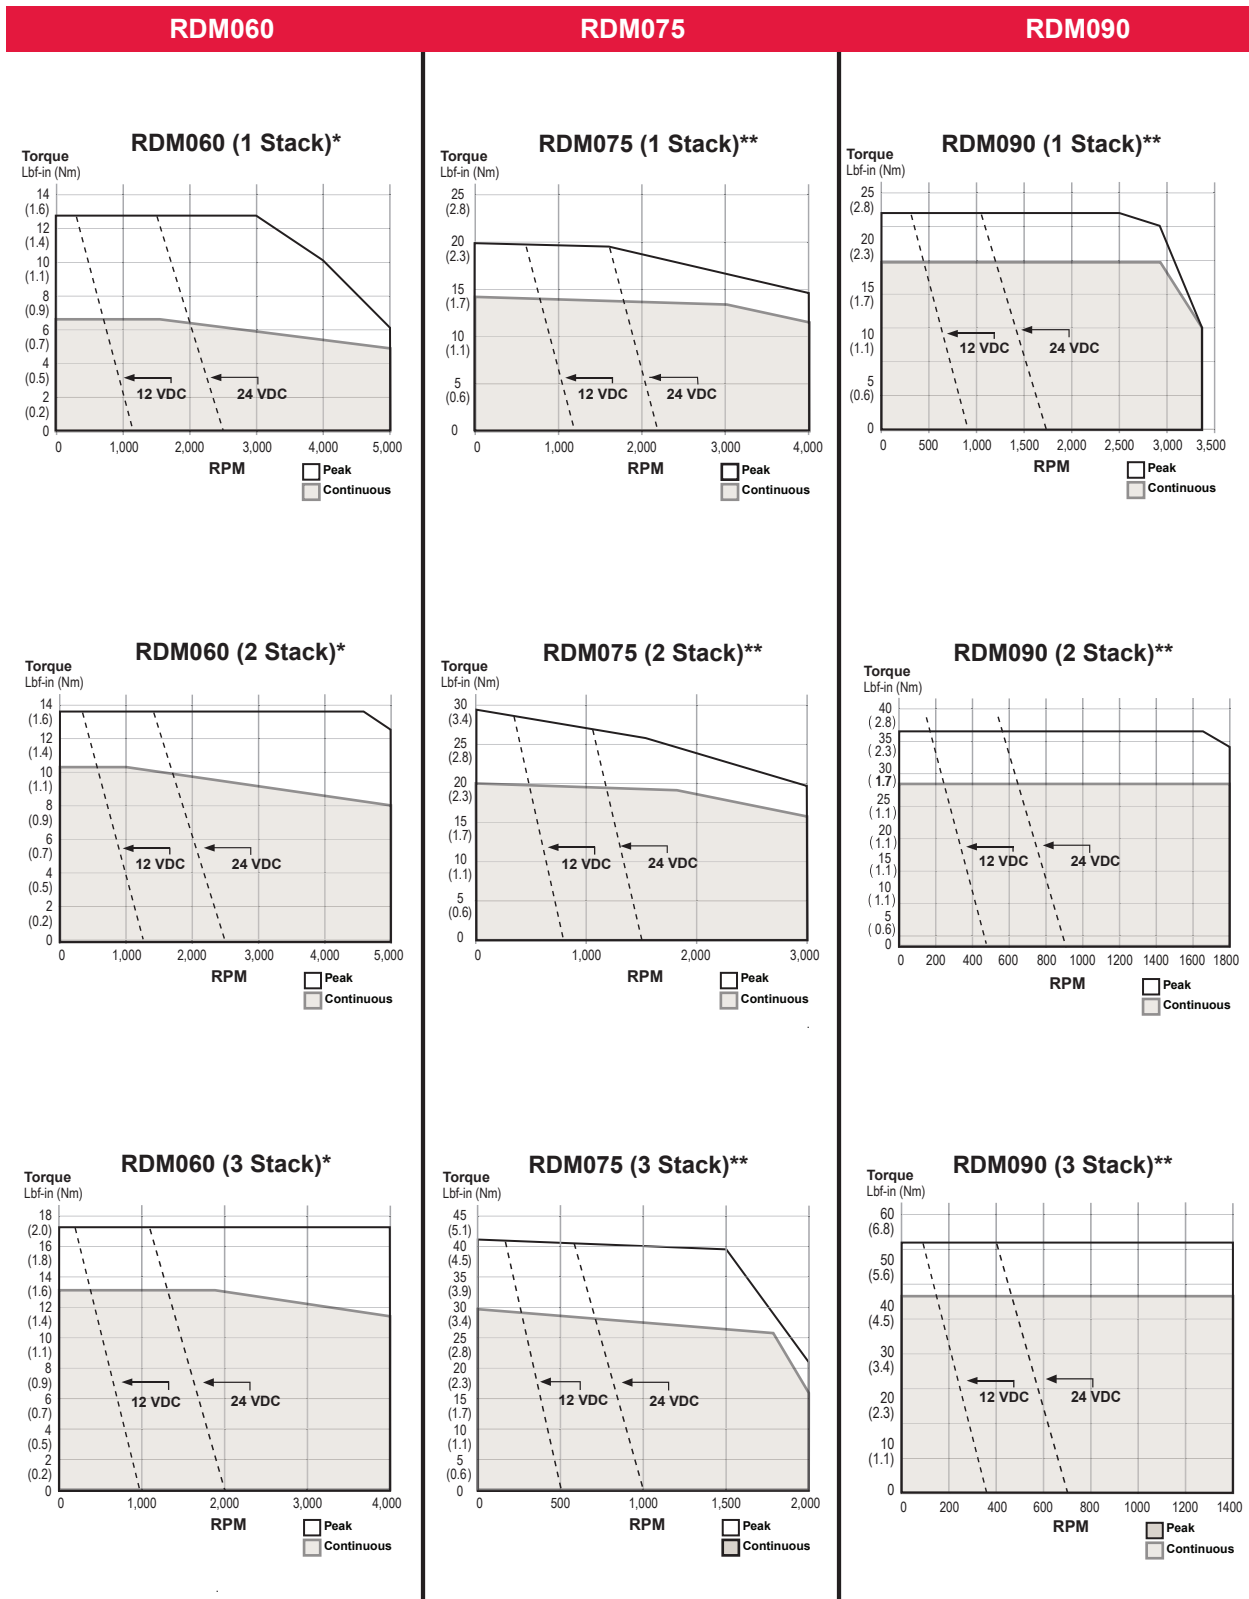 RDM060
RDM075
RDM090
RDM060 (1 Stack)*
Torque
Lbf-in (Nm)
14
(1.6)
12
(1.4)
10
(1.1)
8
(0.9)
6
(0.7)
4
(0.5)
2
(0.2)
0
12 VDC
24 VDC
0 1,000 2,000 3,000 4,000 5,000
RPM
Peak
Continuous
RDM075 (1 Stack)**
Torque
Lbf-in (Nm)
25
(2.8)
20
(2.3)
15
(1.7)
10
(1.1)
5
(0.6)
0
12 VDC
24 VDC
0 1,000 2,000 3,000 4,000
RPM
Peak
Continuous
RDM090 (1 Stack)**
Torque
Lbf-in (Nm)
25
(2.8)
20
(2.3)
15
(1.7)
10
(1.1)
5
(0.6)
0
12 VDC
24 VDC
0 500 1,000 1,500 2,000 2,500 3,000 3,500
RPM
Peak
Continuous
RDM060 (2 Stack)*
Torque
Lbf-in (Nm)
14
(1.6)
12
(1.4)
10
(1.1)
8
(0.9)
6
(0.7)
4
(0.5)
2
(0.2)
0
12 VDC
24 VDC
0 1,000 2,000 3,000 4,000 5,000
RPM
Peak
Continuous
RDM075 (2 Stack)**
Torque
Lbf-in (Nm)
30
(3.4)
25
(2.8)
20
(2.3)
15
(1.7)
10
(1.1)
5
(0.6)
0
12 VDC
24 VDC
0 1,000 2,000 3,000
RPM
Peak
Continuous
RDM090 (2 Stack)**
Torque
Lbf-in (Nm)
40
( 2.8)
35
( 2.3)
30
( 1.7)
25
( 1.1)
20
( 1.1)
15
( 1.1)
10
( 1.1)
5
( 0.6)
0
12 VDC
24 VDC
0 200 400 600 800 1000 1200 1400 1600 1800
RPM
Peak
Continuous
RDM060 (3 Stack)*
Torque
Lbf-in (Nm)
18
(2.0)
16
(1.8)
14
(1.6)
12
(1.4)
10
(1.1)
8
(0.9)
6
(0.7)
4
(0.5)
2
(0.2)
0
12 VDC
24 VDC
0 1,000 2,000 3,000 4,000
RPM
Peak
Continuous
RDM075 (3 Stack)**
Torque
Lbf-in (Nm)
45
(5.1)
40
(4.5)
35
(3.9)
30
(3.4)
25
(2.8)
20
(2.3)
15
(1.7)
10
(1.1)
5
(0.6)
0
12 VDC
24 VDC
0 500 1,000 1,500 2,000
RPM
Peak
Continuous
RDM090 (3 Stack)**
Torque
Lbf-in (Nm)
60
(6.8)
50
(5.6)
40
(4.5)
30
(3.4)
20
(2.3)
10
(1.1)
0
12 VDC
24 VDC
0 200 400 600 800 1000 1200 1400
RPM
Peak
Continuous